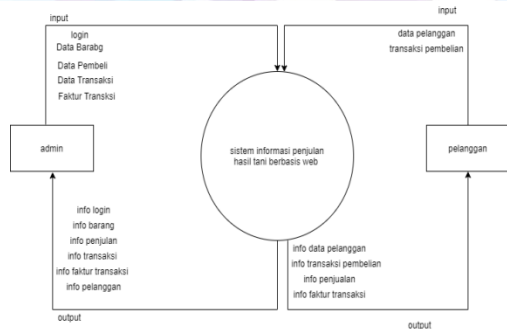 input
login
Data Barabg
Data Pembeli
Data Transaksi
Faktur Transksi
admin
input
data pelanggan
transaksi pembelian
sistem informasi penjulan
hasil tani berbasis web
pelanggan
info login
info barang
info penjulan
info transaksi
info faktur transaksi
info pelanggan
output
info data pelanggan
info transaksi pembelian
info penjualan
info faktur transaksi
output